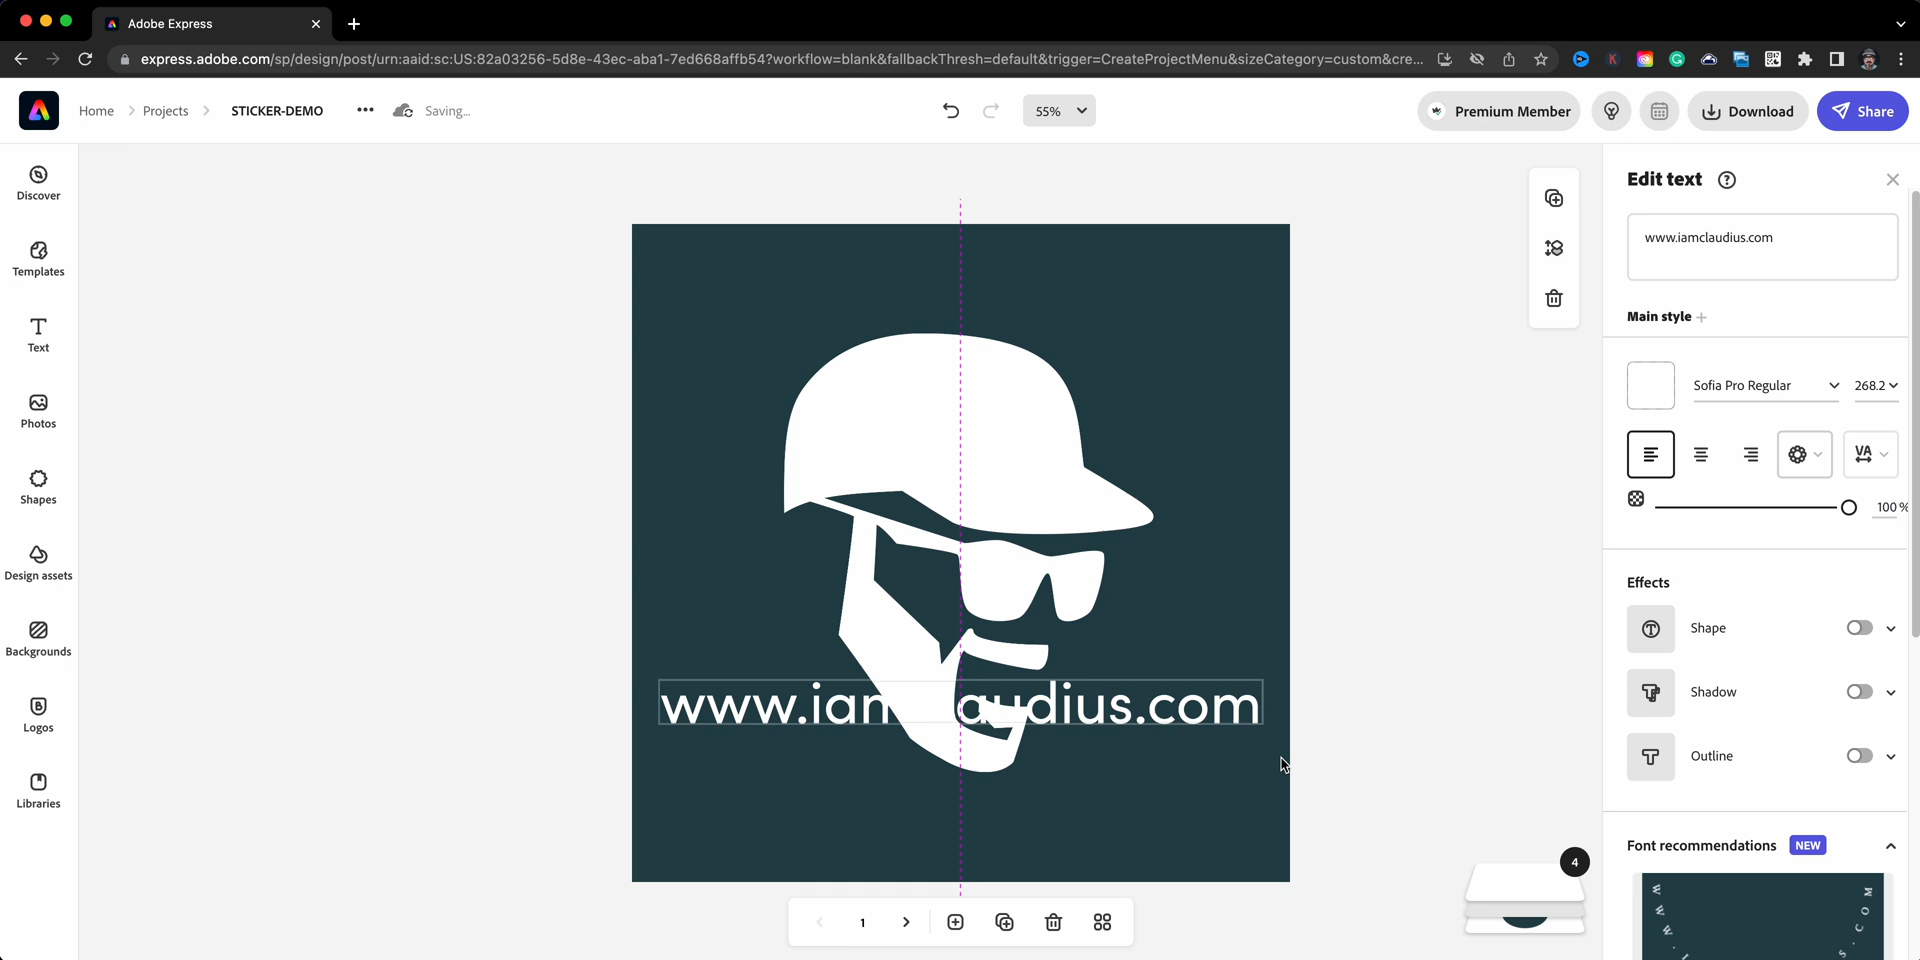 Adobe Express
express.adobe.com/sp/design/post/urn:aaid:sc:US:82a03256-5d8e-43ec-aba1-7ed668affb54?workflow=blank&fallbackThresh=default&trigger=CreateProjectMenu&sizeCategory=custom&cre...
Home
Projects
STICKER-DEMO
Saving...
55%
Premium Member
Download
Share
Discover
Templates
Text
Photos
Shapes
Design assets
Backgrounds
Logos
Libraries
www.iamclaudius.com
1
4
Edit text
www.iamclaudius.com
Main style
Sofia Pro Regular
268.2
VA
100%
Effects
Shape
Shadow
Outline
Font recommendations NEW